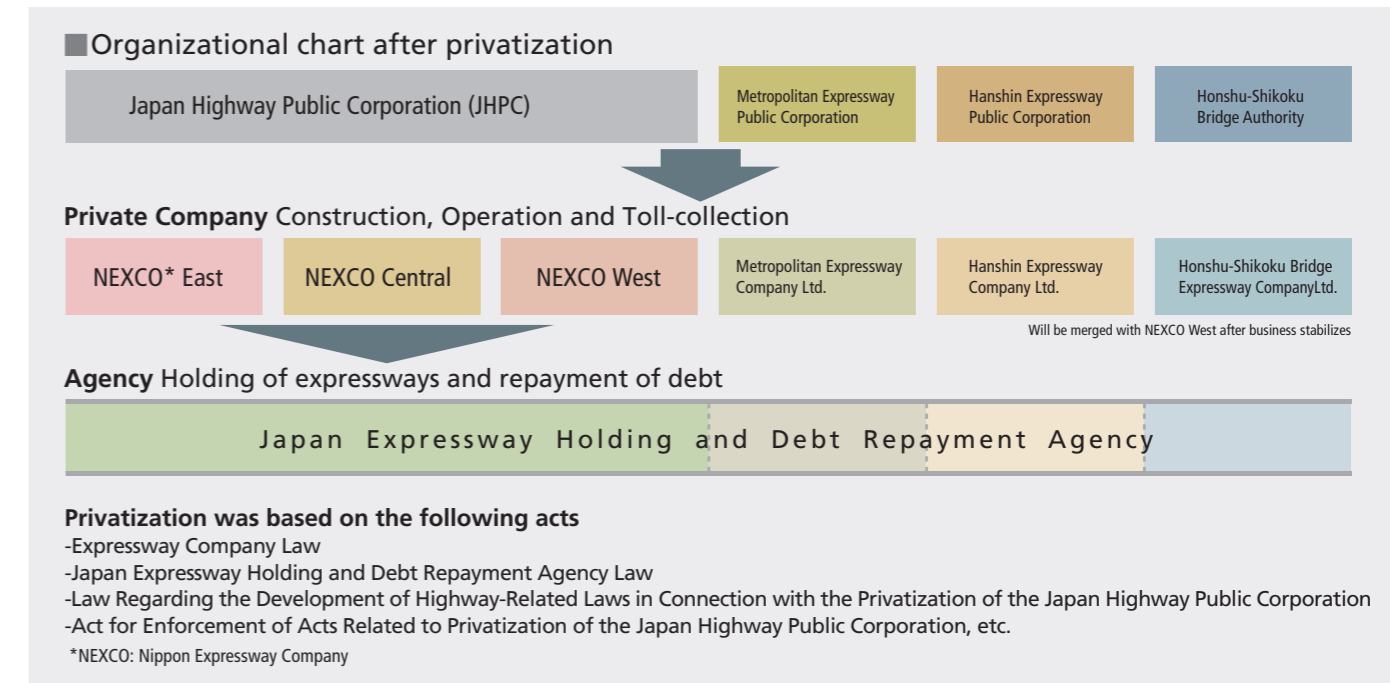 ■Organizational chart after privatization
Japan Highway Public Corporation (JHPC)
Metropolitan Expressway
Public Corporation
Hanshin Expressway
Public Corporation
Honshu-Shikoku
Bridge Authority
Private Company Construction, Operation and Toll-collection
NEXCO* East
NEXCO Central
NEXCO West
Metropolitan Expressway
Company Ltd.
Hanshin Expressway
Company Ltd.
Honshu-Shikoku Bridge
Expressway CompanyLtd.
Will be merged with NEXCO West after business stabilizes
Agency Holding of expressways and repayment of debt
Japan Expressway Holding and Debt Repayment Agency
Privatization was based on the following acts
-Expressway Company Law
-Japan Expressway Holding and Debt Repayment Agency Law
-Law Regarding the Development of Highway-Related Laws in Connection with the Privatization of the Japan Highway Public Corporation
-Act for Enforcement of Acts Related to Privatization of the Japan Highway Public Corporation, etc.
*NEXCO: Nippon Expressway Company